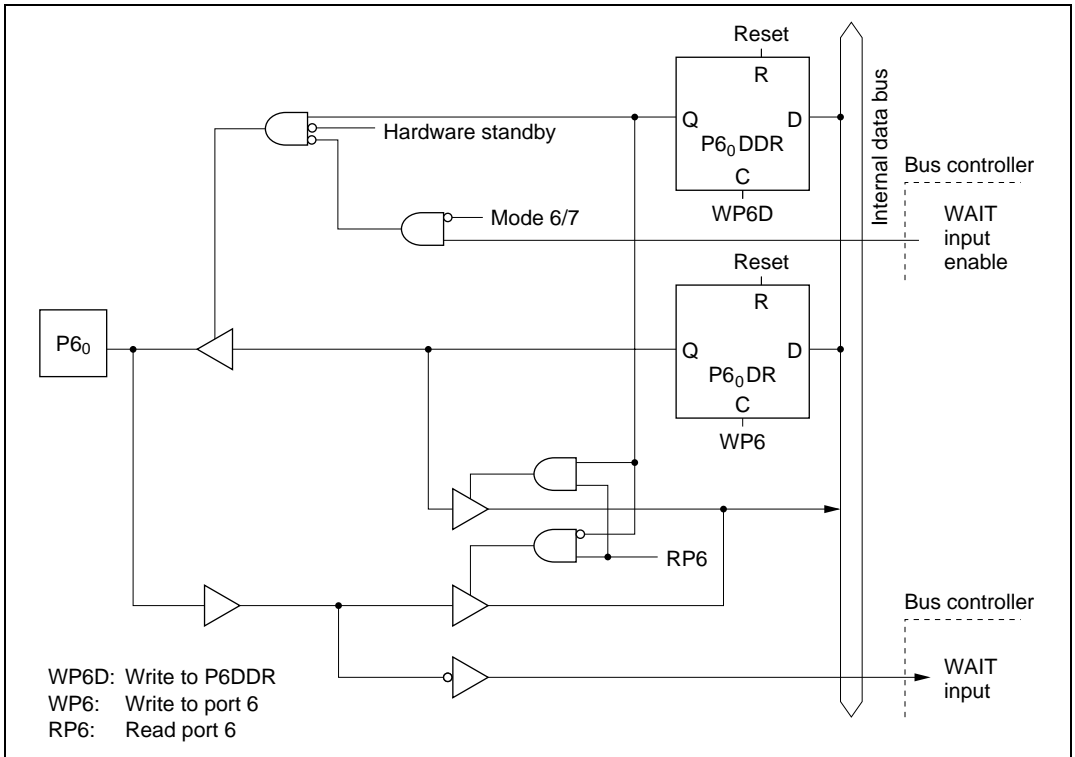 Reset
R
Q
D
P6₀DDR
C
WP6D
Hardware standby
Internal data bus
Bus controller
WAIT
input
enable
Mode 6/7
Reset
R
P6₀
Q
D
P6₀DR
C
WP6
RP6
Bus controller
WAIT
input
WP6D: Write to P6DDR
WP6: Write to port 6
RP6: Read port 6